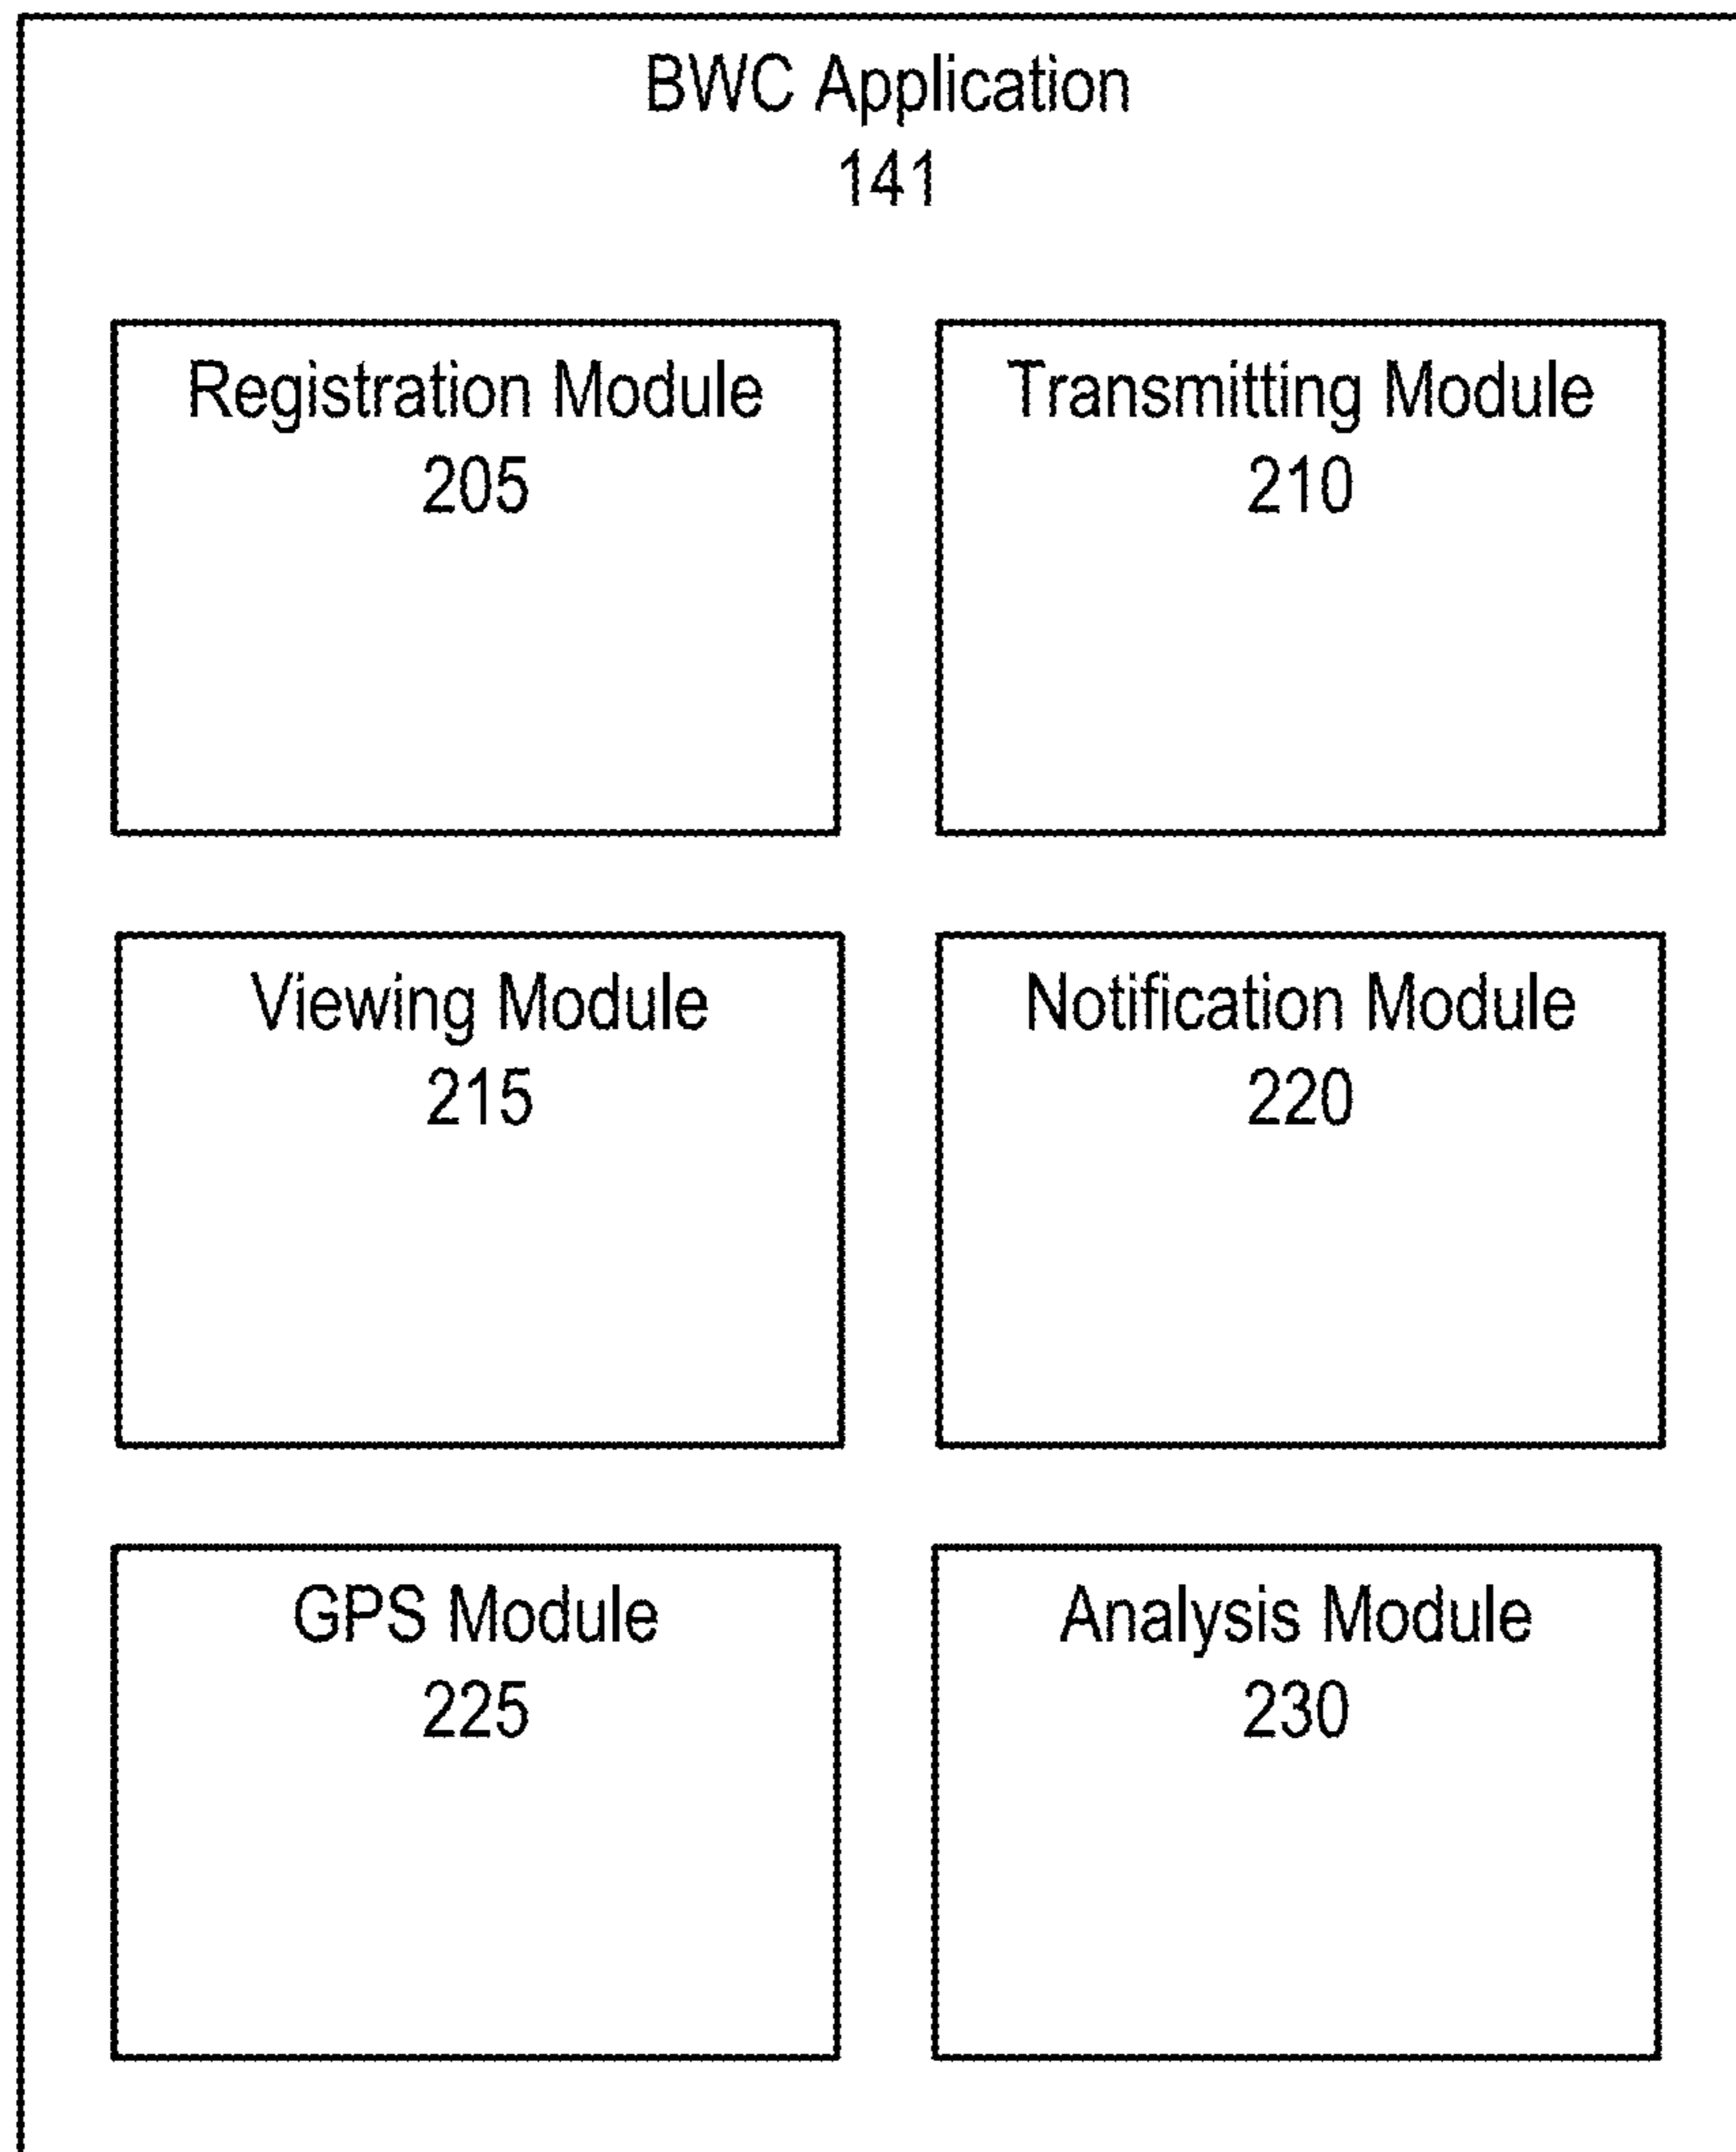 BWC Application
141
Registration Module
205
Transmitting Module
210
Viewing Module
215
Notification Module
220
GPS Module
225
Analysis Module
230